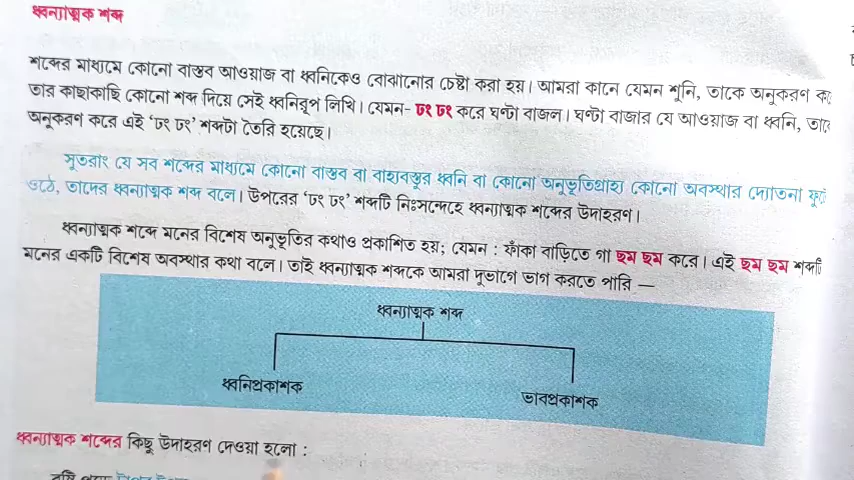 ধ্বন্যাত্মক শব্দ
শব্দের মাধ্যমে কোনো বাস্তব আওয়াজ বা ধ্বনিকেও বোঝানোর চেষ্টা করা হয়। আমরা কানে যেমন শুনি, তাকে অনুকরণ
তার কাছাকাছি কোনো শব্দ দিয়ে সেই ধ্বনিরূপ লিখি। যেমন- ঢং ঢং করে ঘণ্টা বাজল। ঘণ্টা বাজার যে আওয়াজ বা ধ্বনি,
অনুকরণ করে এই ‘ঢং ঢং’ শব্দটা তৈরি হয়েছে।
সুতরাং যে সব শব্দের মাধ্যমে কোনো বাস্তব বা বাহ্যবস্তুর ধ্বনি বা কোনো অনুভূতিগ্রাহ্য কোনো অবস্থার দ্যোতনা
ওঠে, তাদের ধ্বন্যাত্মক শব্দ বলে। উপরের ‘ঢং ঢং’ শব্দটি নিঃসন্দেহে ধ্বন্যাত্মক শব্দের উদাহরণ।
ধ্বন্যাত্মক শব্দে মনের বিশেষ অনুভূতির কথাও প্রকাশিত হয়; যেমন : ফাঁকা বাড়িতে গা ছম ছম করে। এই ছম ছম শব্দটি
মনের একটি বিশেষ অবস্থার কথা বলে। তাই ধ্বন্যাত্মক শব্দকে আমরা দুভাগে ভাগ করতে পারি —
ধ্বন্যাত্মক শব্দ
ধ্বনিপ্রকাশক
ভাবপ্রকাশক
ধ্বন্যাত্মক শব্দের কিছু উদাহরণ দেওয়া হলো :